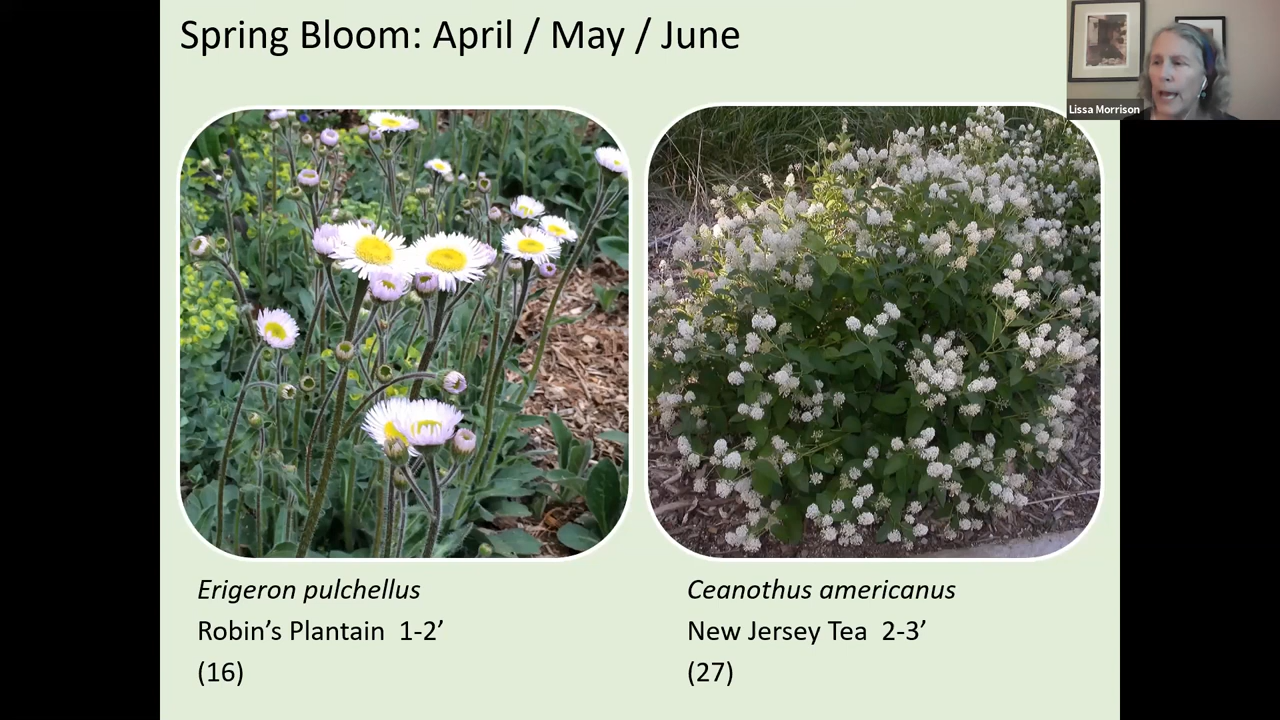 Spring Bloom: April / May / June
Lissa Morrison
Erigeron pulchellus
Robin’s Plantain 1-2’
(16)
Ceanothus americanus
New Jersey Tea 2-3’
(27)